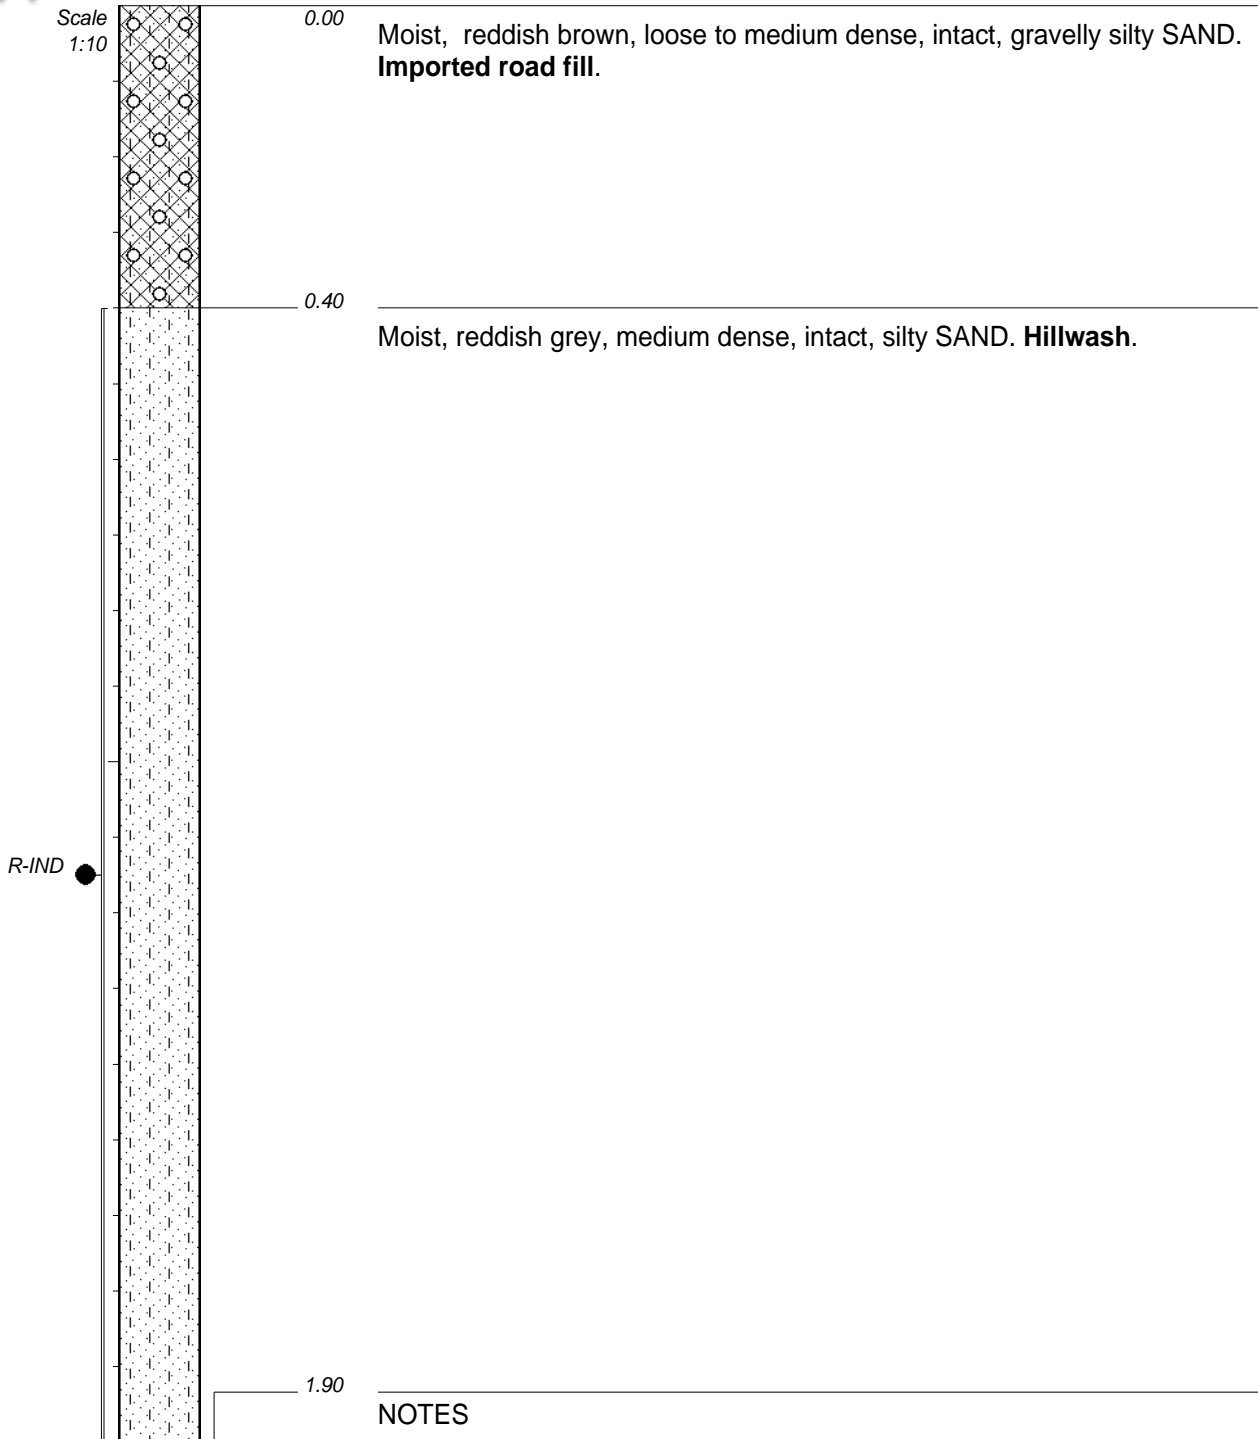 Scale
1:10
0.00
Moist,  reddish brown, loose to medium dense, intact, gravelly silty SAND.
Imported road fill.
0.40
Moist, reddish grey, medium dense, intact, silty SAND. Hillwash.
R-IND
1.90
NOTES